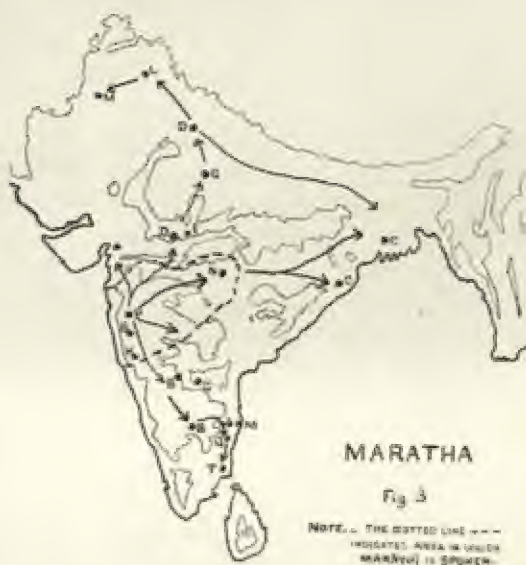 L
D
G
N
C
O
B
B
M
T
MARATHA
Fig 3
NOTE.. THE DOTTED LINE ----
INDICATES AREA IN WHICH
MARATHI IS SPOKEN.